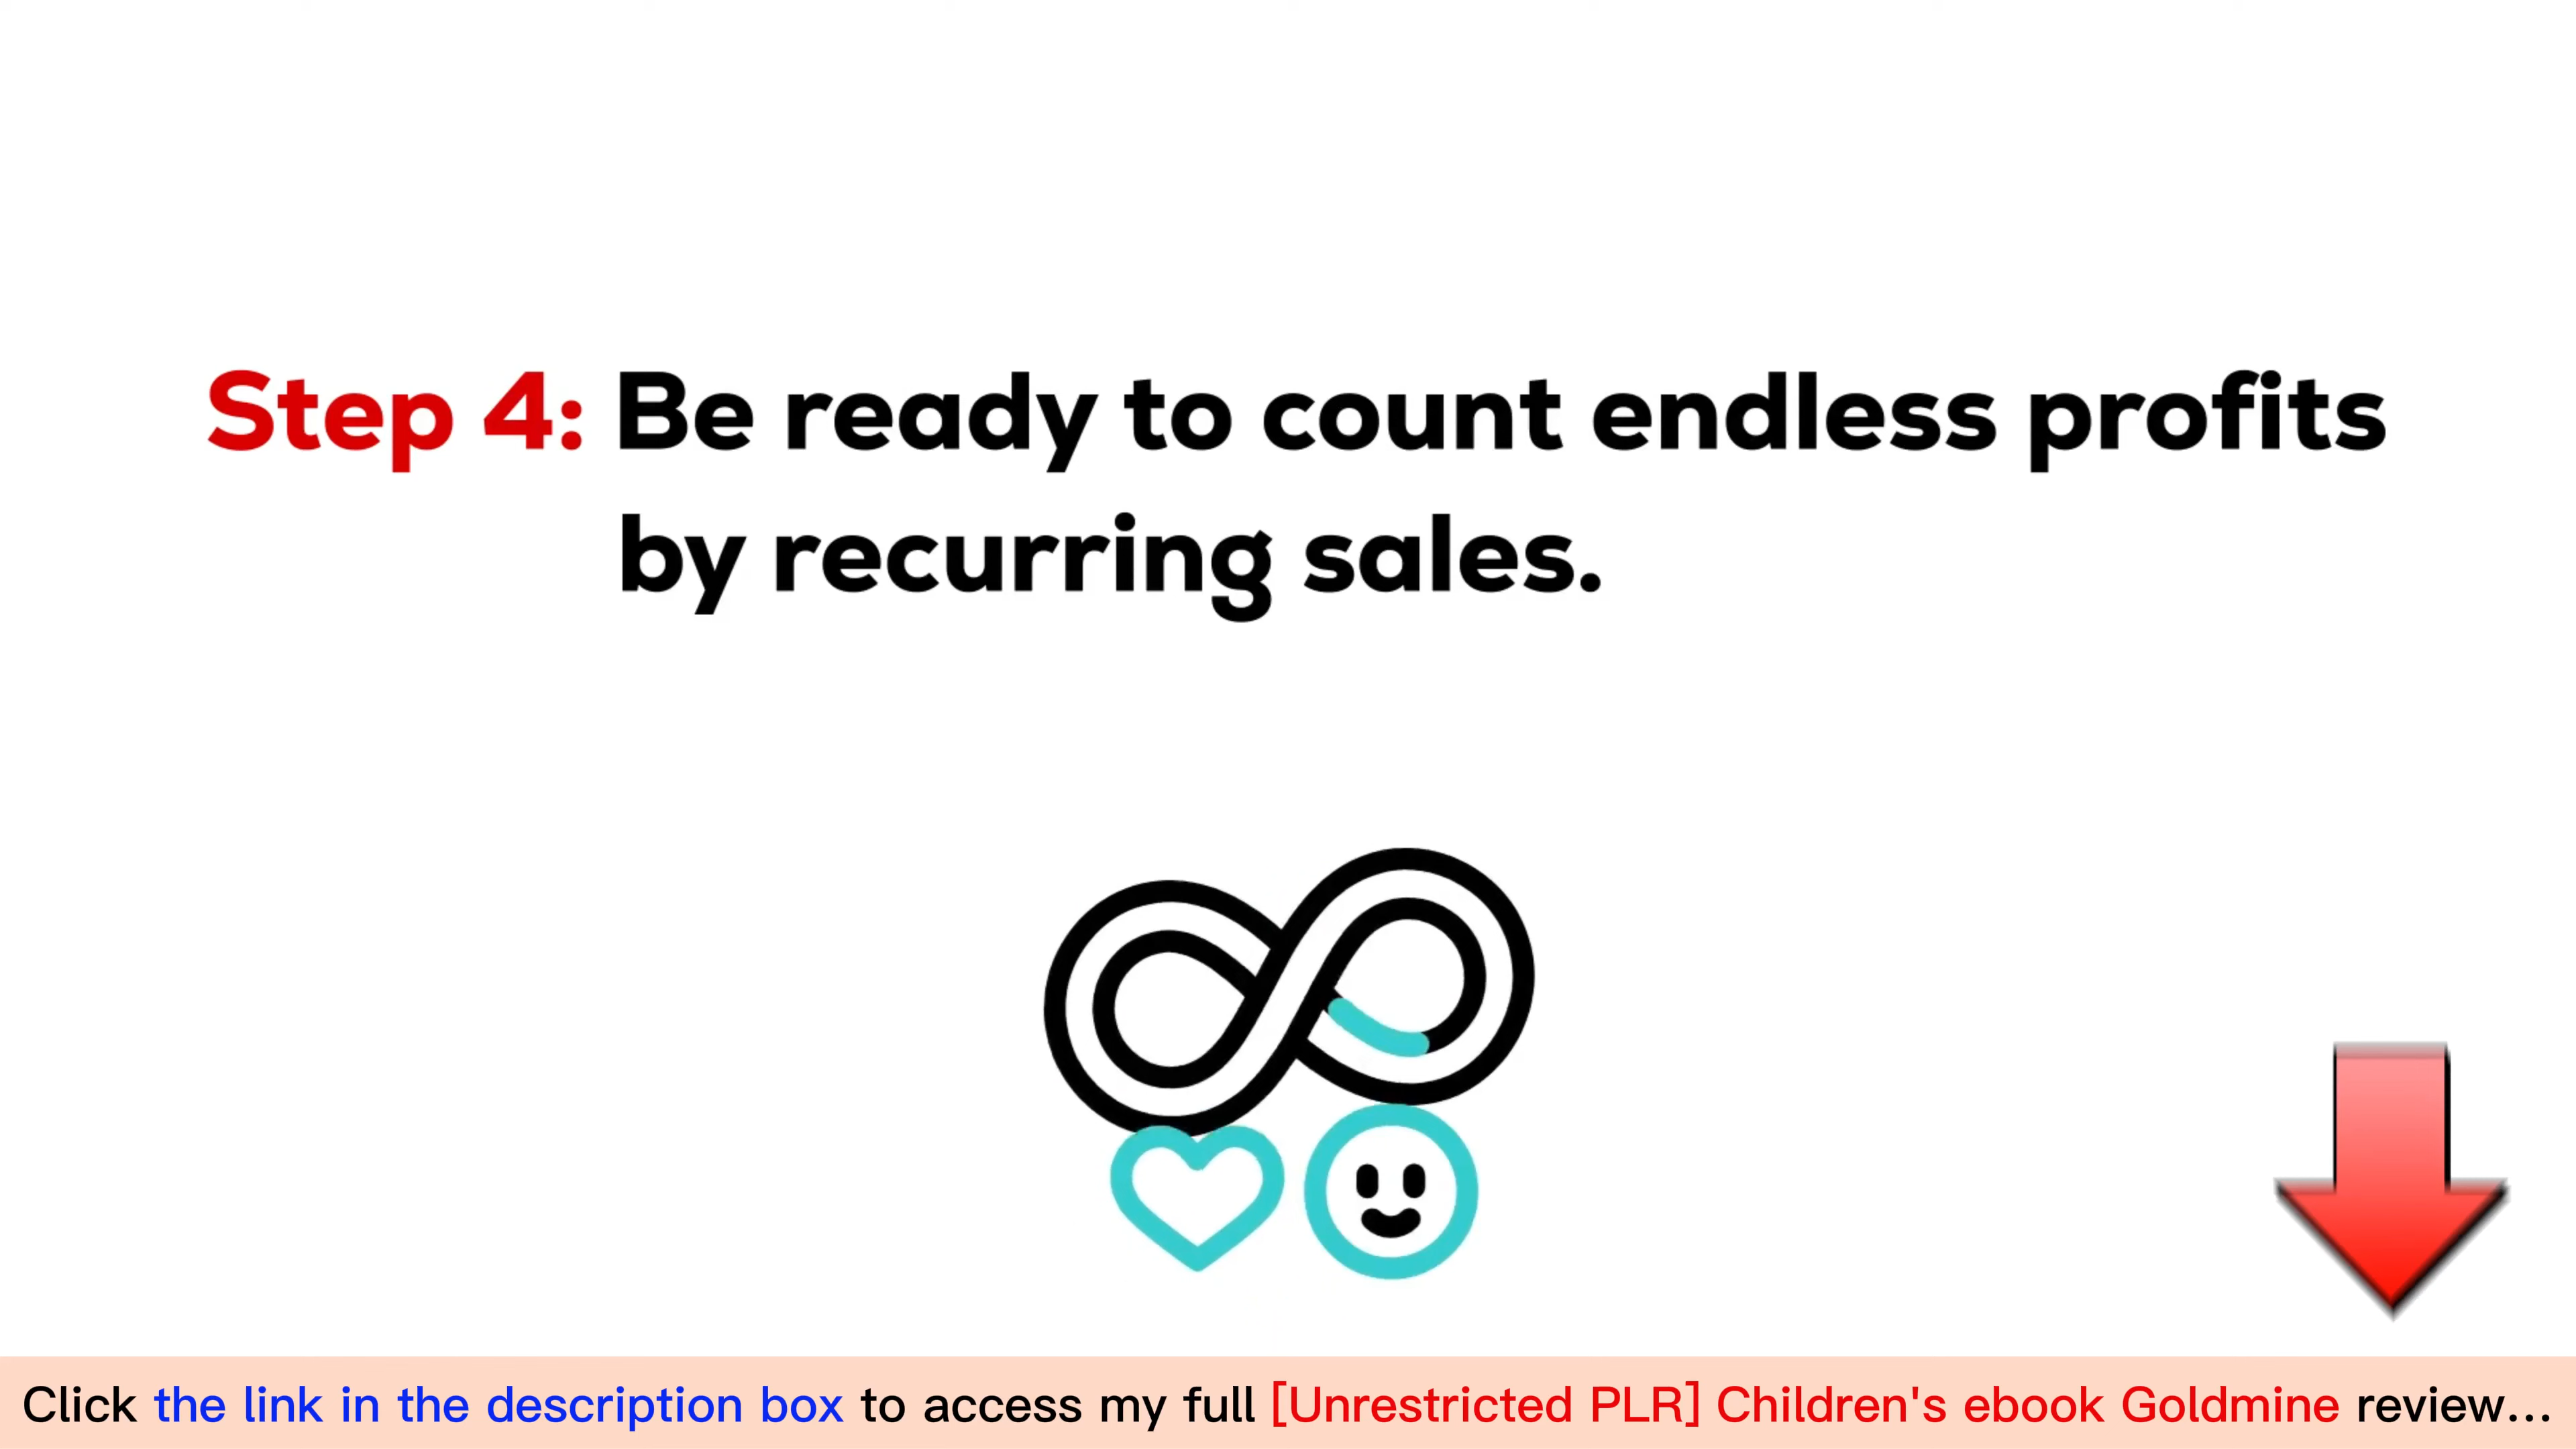 Step 4: Be ready to count endless profits
by recurring sales.
Click the link in the description box to access my full [Unrestricted PLR] Children's ebook Goldmine review...